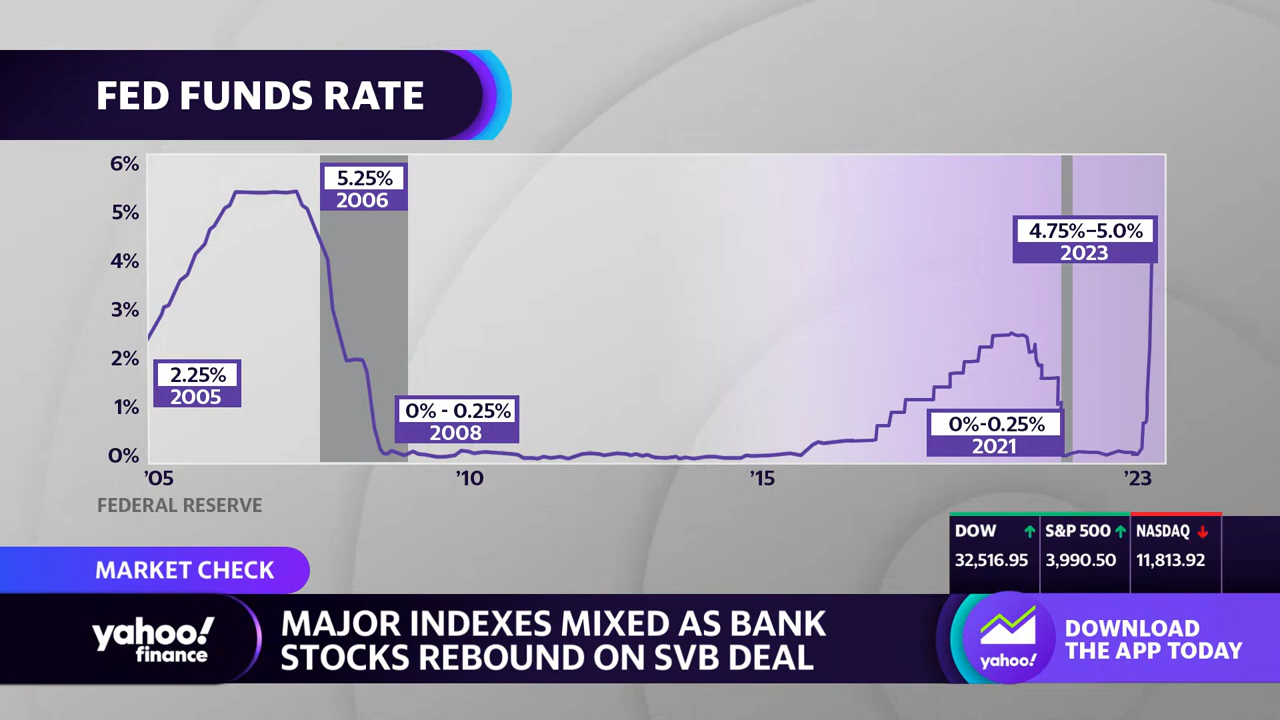 FED FUNDS RATE
6%
5%
4%
3%
2%
1%
0%
5.25%
2006
4.75%–5.0%
2023
2.25%
2005
0% - 0.25%
2008
0%-0.25%
2021
'05
'10
'15
'23
FEDERAL RESERVE
DOW
32,516.95
S&P 500
3,990.50
NASDAQ
11,813.92
MARKET CHECK
yahoo!
finance
MAJOR INDEXES MIXED AS BANK
STOCKS REBOUND ON SVB DEAL
yahoo!
DOWNLOAD
THE APP TODAY